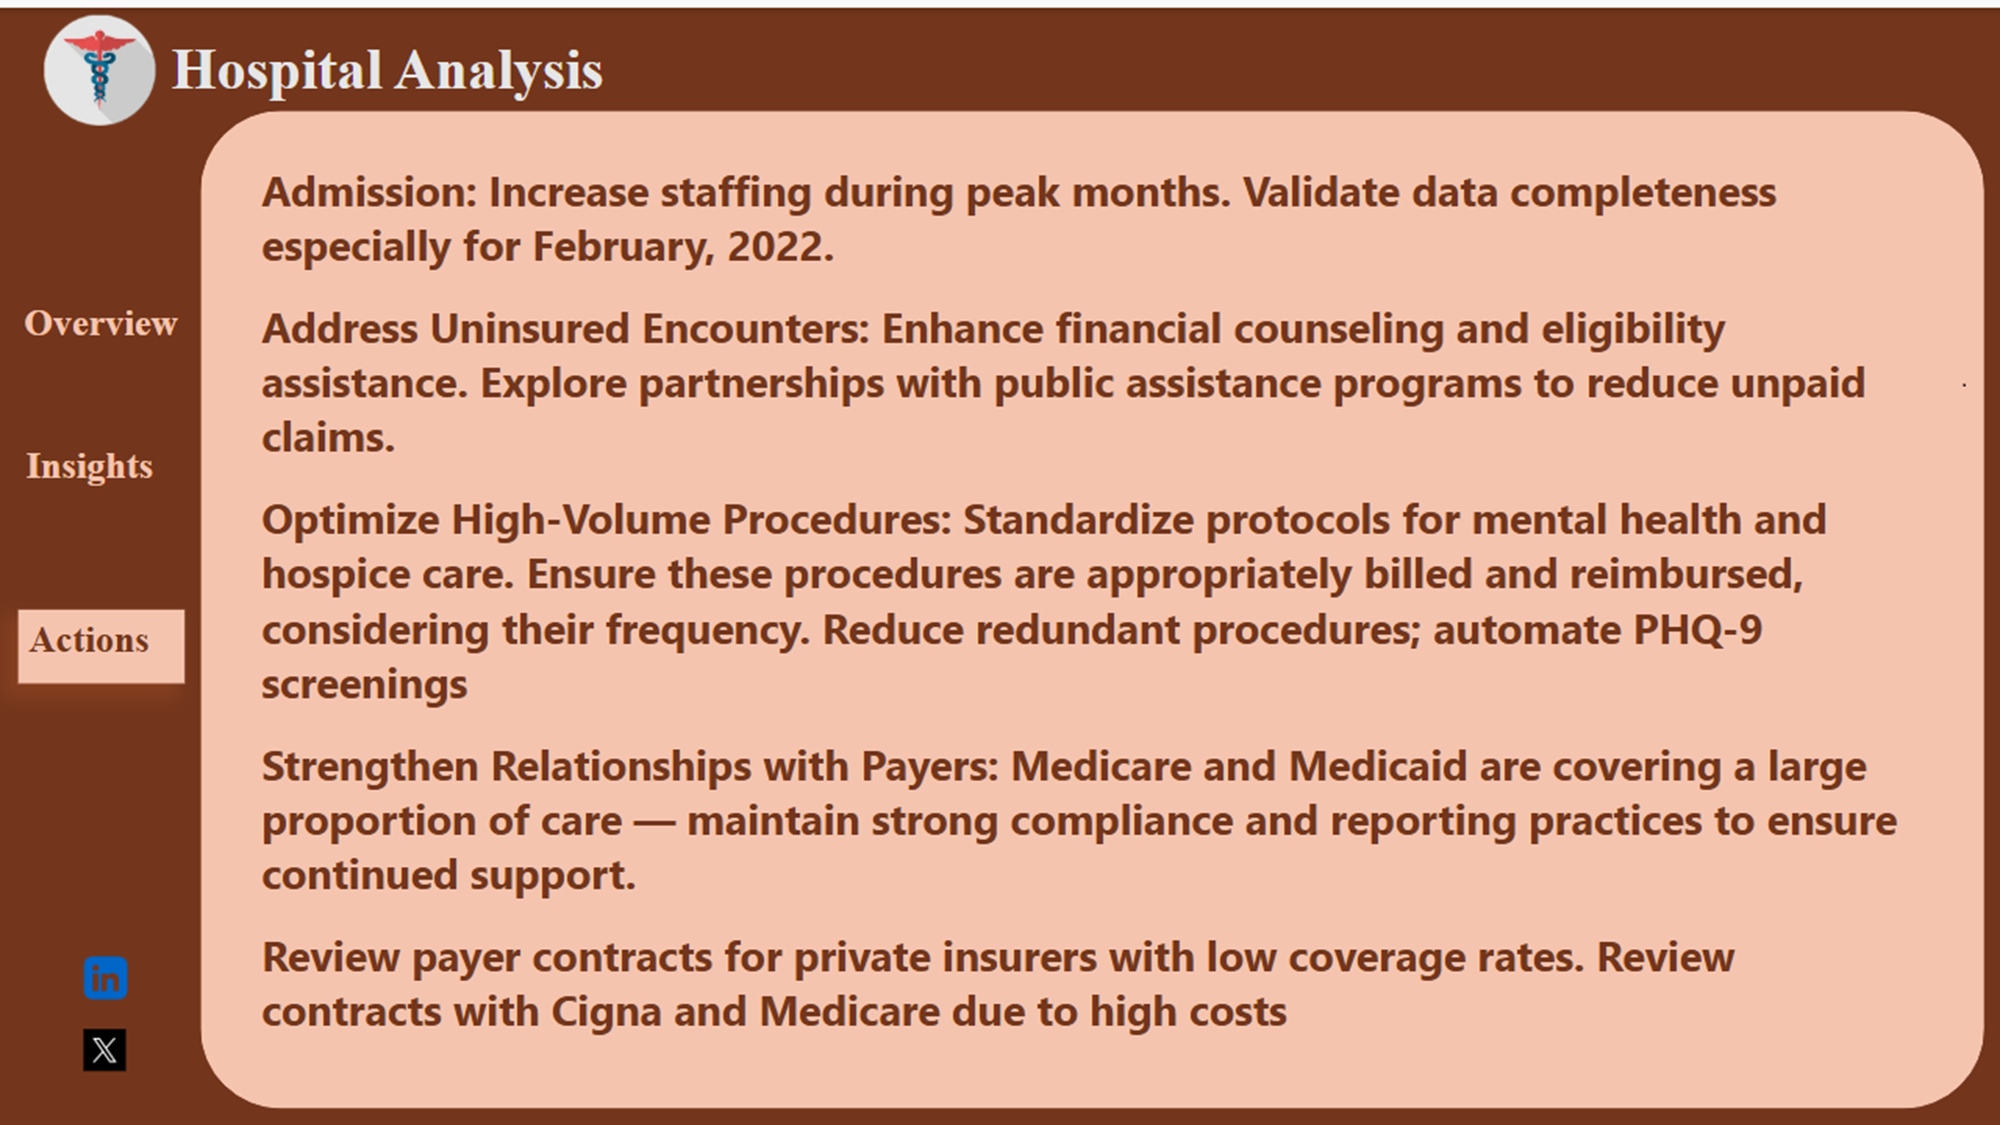 Hospital Analysis
Admission: Increase staffing during peak months. Validate data completeness
especially for February, 2022.
Overview
Address Uninsured Encounters: Enhance financial counseling and eligibility
assistance. Explore partnerships with public assistance programs to reduce unpaid
claims.
Insights
Optimize High-Volume Procedures: Standardize protocols for mental health and
hospice care. Ensure these procedures are appropriately billed and reimbursed,
considering their frequency. Reduce redundant procedures; automate PHQ-9
screenings
Actions
Strengthen Relationships with Payers: Medicare and Medicaid are covering a large
proportion of care — maintain strong compliance and reporting practices to ensure
continued support.
Review payer contracts for private insurers with low coverage rates. Review
contracts with Cigna and Medicare due to high costs
in
X